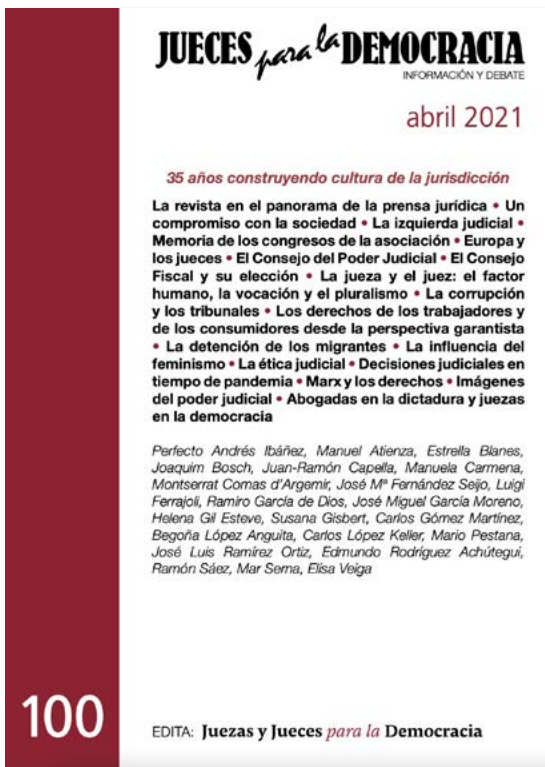 JUECES para la DEMOCRACIA
INFORMACIÓN Y DEBATE
abril 2021
35 años construyendo cultura de la jurisdicción
La revista en el panorama de la prensa jurídica • Un
compromiso con la sociedad • La izquierda judicial •
Memoria de los congresos de la asociación • Europa y
los jueces • El Consejo del Poder Judicial • El Consejo
Fiscal y su elección • La jueza y el juez: el factor
humano, la vocación y el pluralismo • La corrupción
y los tribunales • Los derechos de los trabajadores y
de los consumidores desde la perspectiva garantista
• La detención de los migrantes • La influencia del
feminismo • La ética judicial • Decisiones judiciales en
tiempo de pandemia • Marx y los derechos • Imágenes
del poder judicial • Abogadas en la dictadura y juezas
en la democracia
Perfecto Andrés Ibáñez, Manuel Atienza, Estrella Blanes,
Joaquim Bosch, Juan-Ramón Capella, Manuela Carmena,
Montserrat Comas d'Argemir, José Mª Fernández Seijo, Luigi
Ferrajoli, Ramiro García de Dios, José Miguel García Moreno,
Helena Gil Esteve, Susana Gisbert, Carlos Gómez Martínez,
Begoña López Anguita, Carlos López Keller, Mario Pestana,
José Luis Ramírez Ortiz, Edmundo Rodríguez Achútegui,
Ramón Sáez, Mar Serna, Elisa Veiga
100
EDITA: Juezas y Jueces para la Democracia